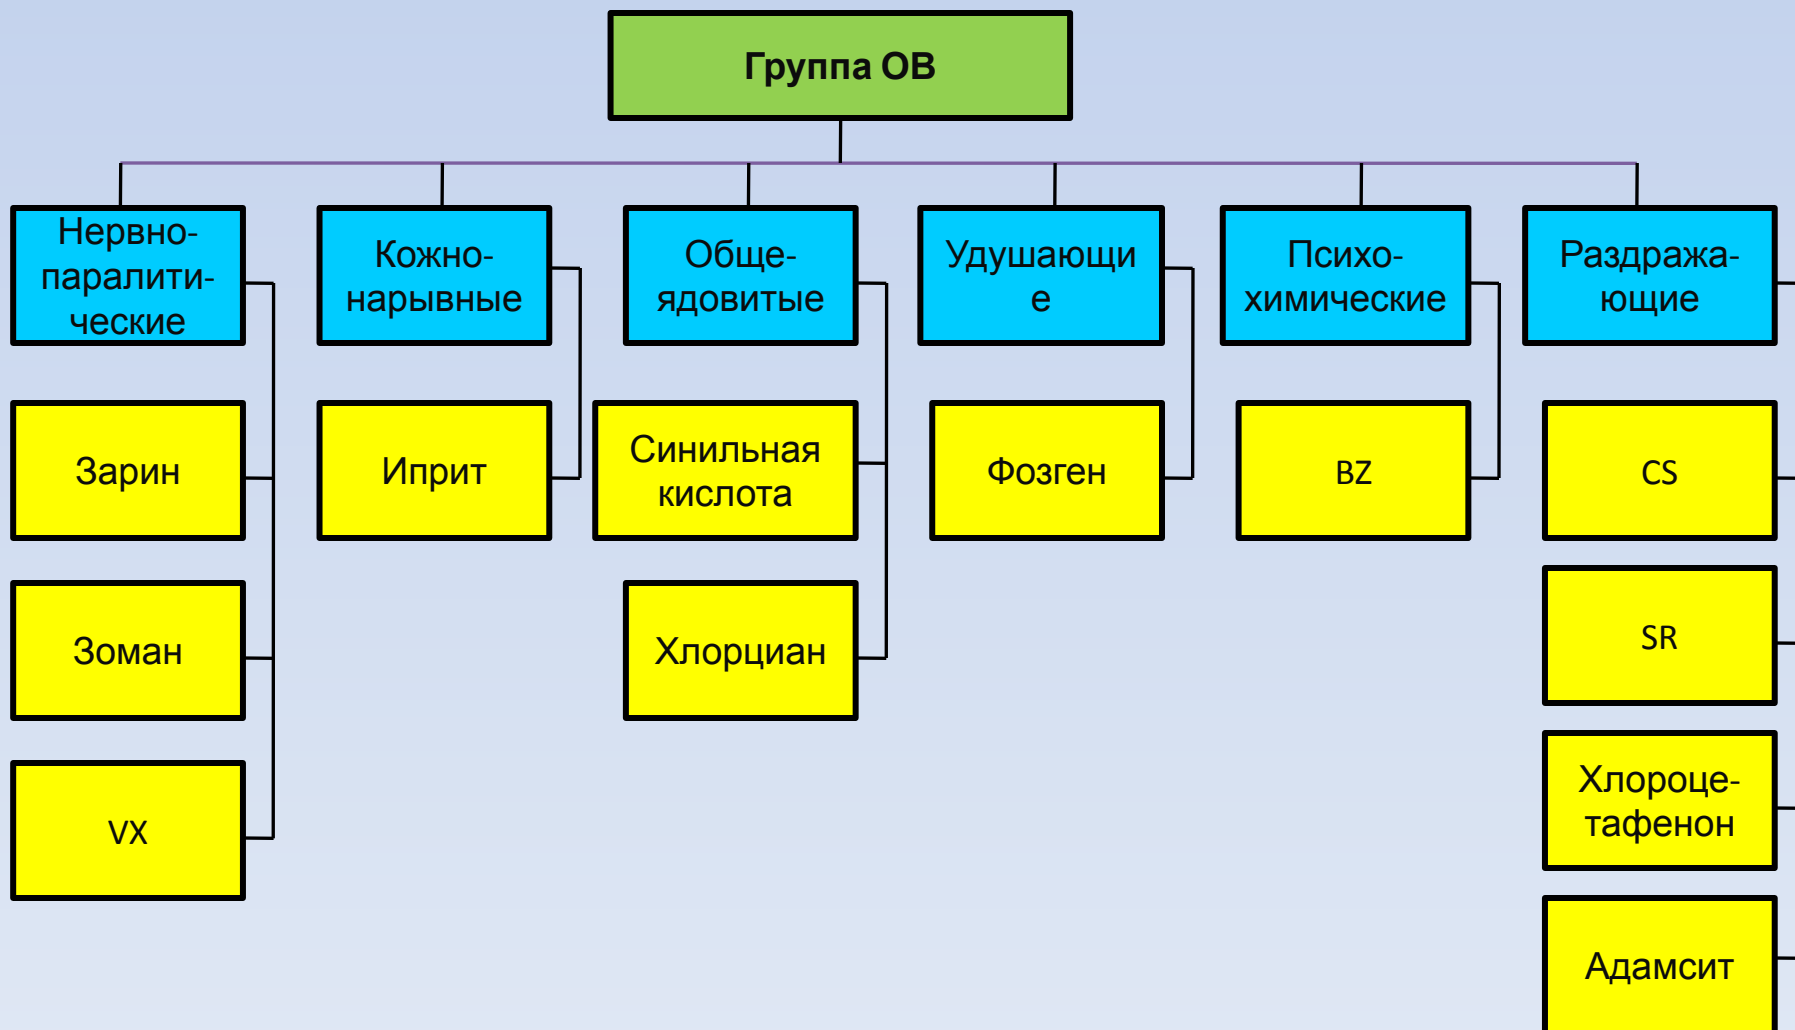 Группа ОВ
Нервно-
паралити-
ческие
Кожно-
нарывные
Обще-
ядовитые
Удушающи
е
Психо-
химические
Раздража-
ющие
Зарин
Иприт
Синильная
кислота
Фозген
BZ
CS
Зоман
Хлорциан
SR
Хлороце-
тафенон
VX
Адамсит